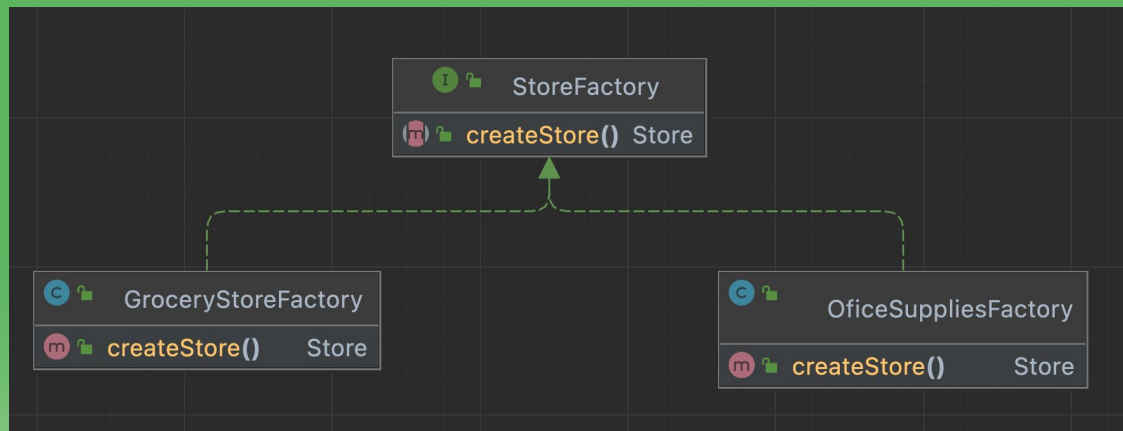 I StoreFactory
m createStore() Store
C GroceryStoreFactory
m createStore() Store
C OficeSuppliesFactory
m createStore() Store